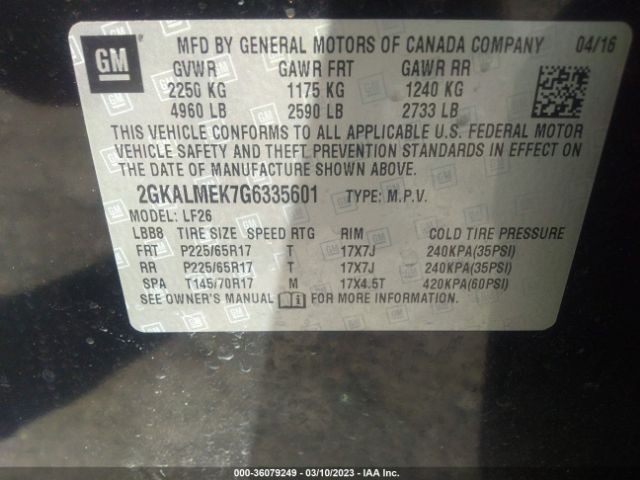 GM MFD BY GENERAL MOTORS OF CANADA COMPANY 04/16
GVWR GAWR FRT GAWR RR
2250 KG 1175 KG 1240 KG
4960 LB 2590 LB 2733 LB
THIS VEHICLE CONFORMS TO ALL APPLICABLE U.S. FEDERAL MOTOR
VEHICLE SAFETY AND THEFT PREVENTION STANDARDS IN EFFECT ON
THE DATE OF MANUFACTURE SHOWN ABOVE.
2GKALMEK7G6335601 TYPE: M.P.V.
MODEL: LF26
LBB8 TIRE SIZE SPEED RTG RIM COLD TIRE PRESSURE
FRT P225/65R17 T 17X7J 240KPA(35PSI)
RR P225/65R17 T 17X7J 240KPA(35PSI)
SPA T145/70R17 M 17X4.5T 420KPA(60PSI)
SEE OWNER'S MANUAL i FOR MORE INFORMATION.
000-36079249 — 03/10/2023 — IAA Inc.